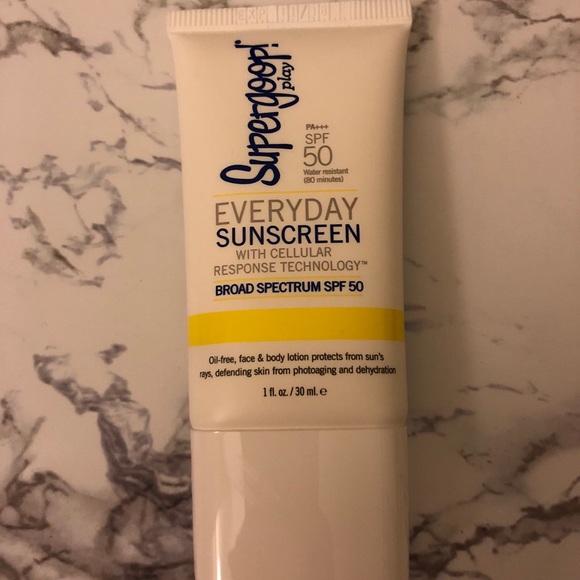 Supergoop!
play
PA+++
SPF
50
Water resistant
(80 minutes)
EVERYDAY
SUNSCREEN
WITH CELLULAR
RESPONSE TECHNOLOGY™
BROAD SPECTRUM SPF 50
Oil-free, face & body lotion protects from sun's
rays, defending skin from photoaging and dehydration
1 fl. oz. / 30 ml. e